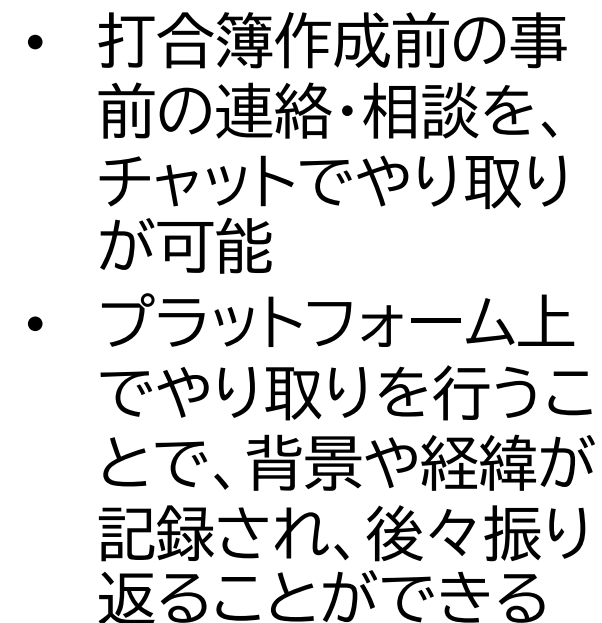 • 打合簿作成前の事
前の連絡・相談を、
チャットでやり取り
が可能
• プラットフォーム上
でやり取りを行うこ
とで、背景や経緯が
記録され、後々振り
返ることができる